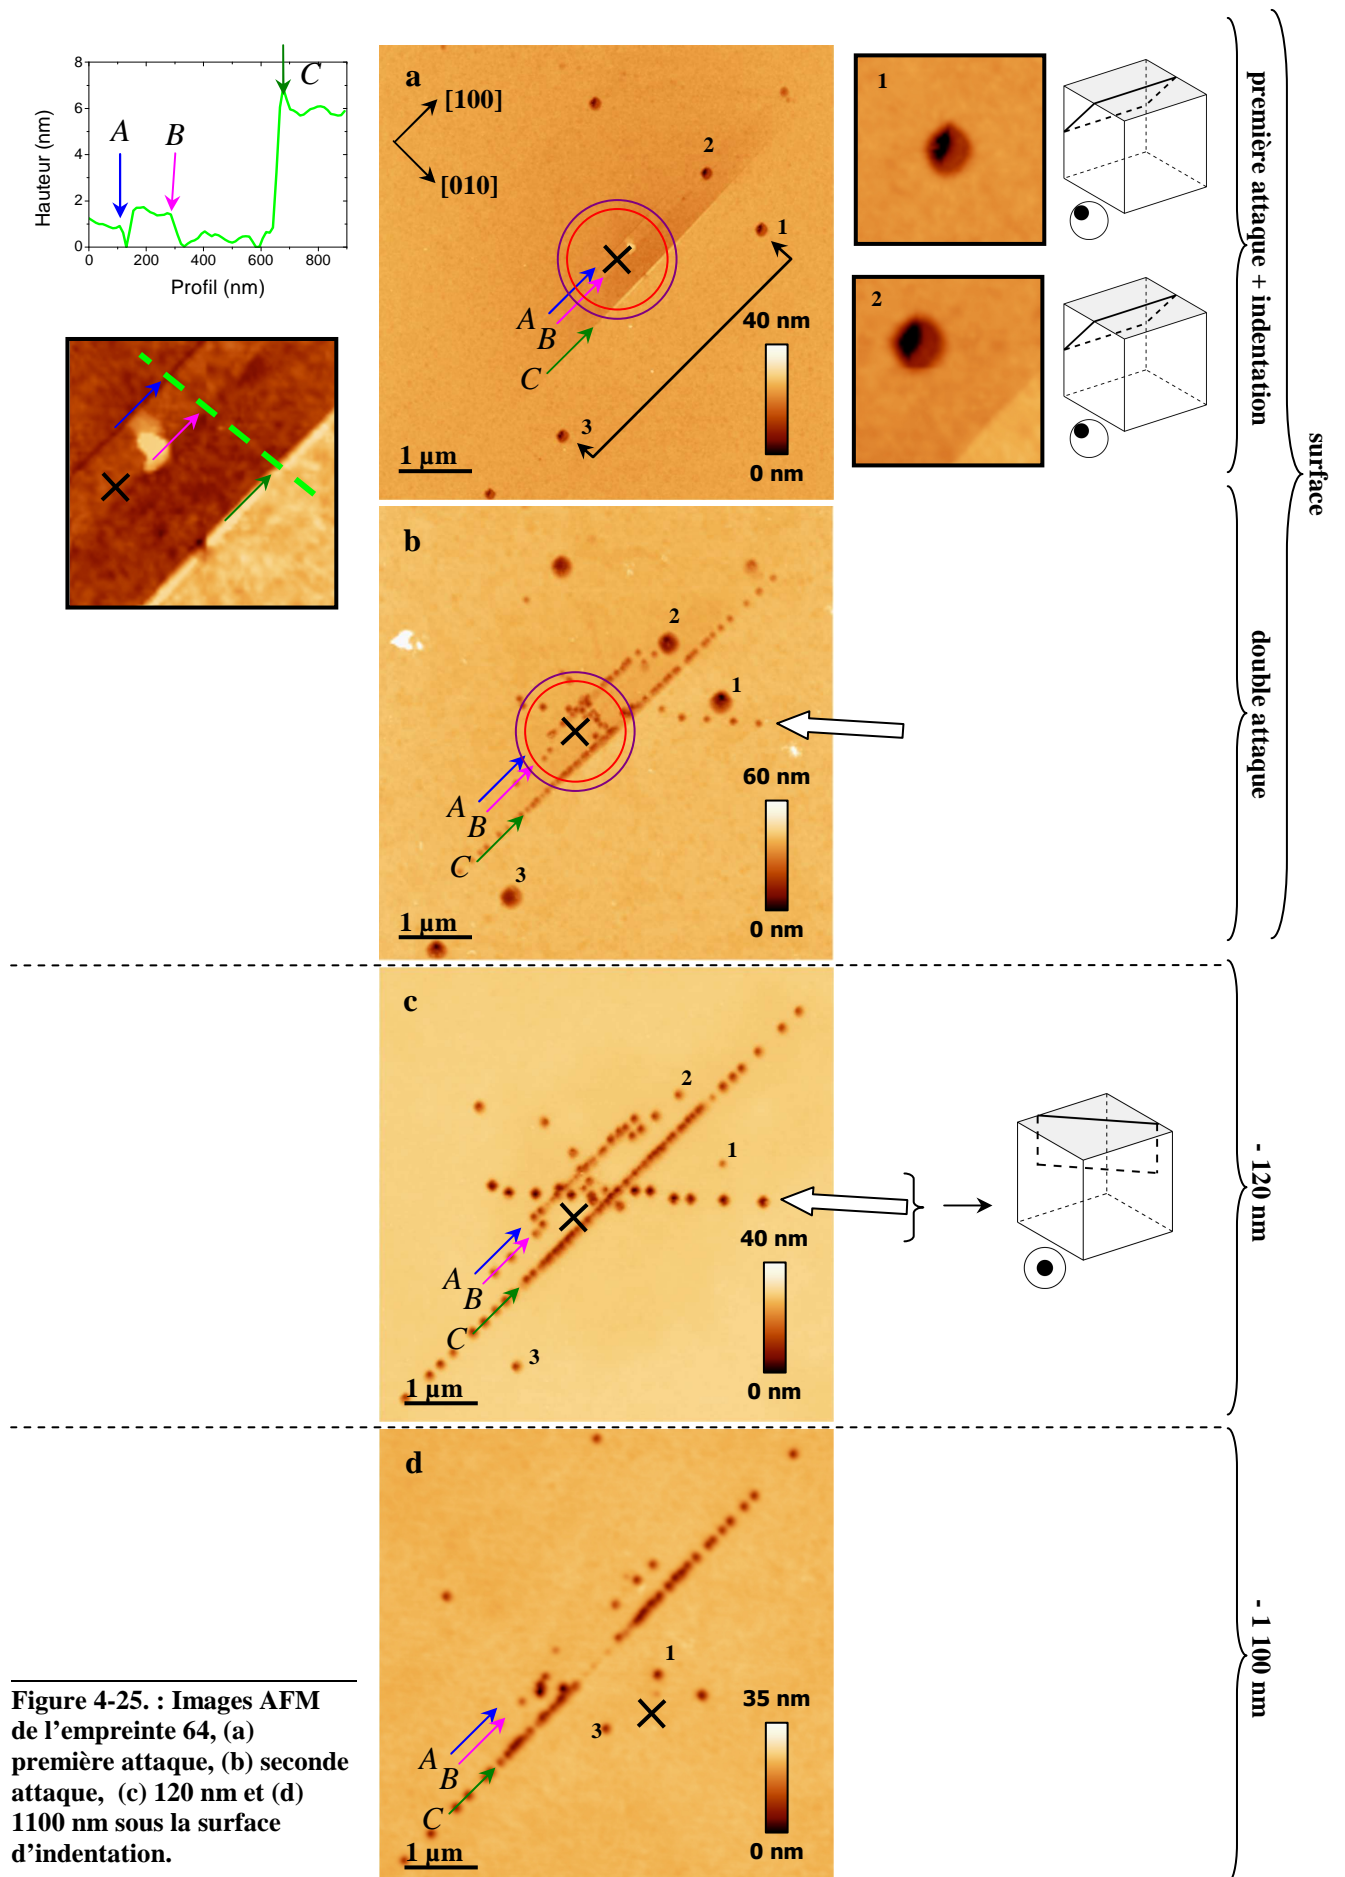 8
6
4
2
0
Hauteur (nm)
0 200 400 600 800
Profil (nm)
A
B
C
a
[100]
[010]
2
1
3
A
B
C
40 nm
0 nm
1 µm
1
2
première attaque + indentation
surface
b
2
1
3
A
B
C
60 nm
0 nm
1 µm
double attaque
c
2
1
3
A
B
C
40 nm
0 nm
1 µm
- 120 nm
d
1
3
A
B
C
35 nm
0 nm
1 µm
- 1 100 nm
Figure 4-25. : Images AFM
de l'empreinte 64, (a)
première attaque, (b) seconde
attaque, (c) 120 nm et (d)
1100 nm sous la surface
d'indentation.